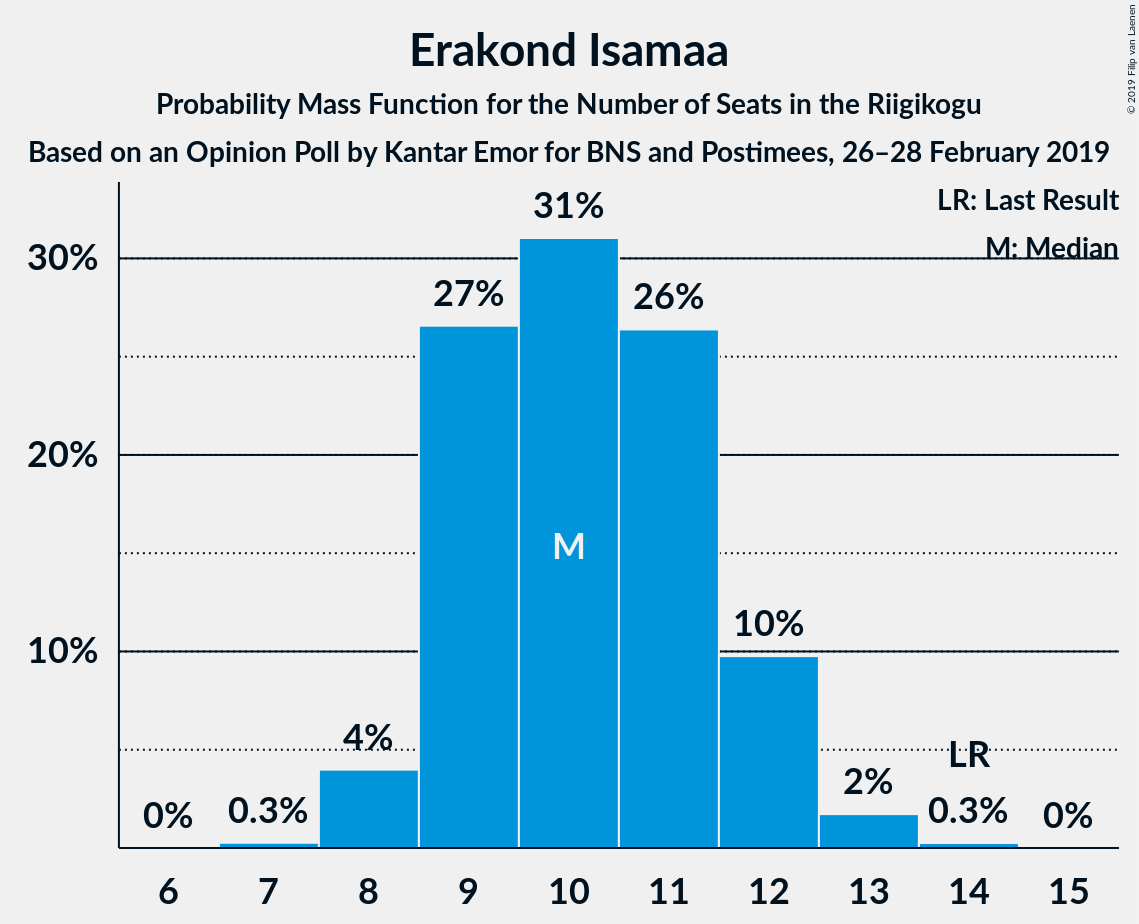 Erakond Isamaa
Probability Mass Function for the Number of Seats in the Riigikogu
Based on an Opinion Poll by Kantar Emor for BNS and Postimees, 26–28 February 2019
© 2019 Filip van Laenen
LR: Last Result
M: Median
30%
20%
10%
0%
0.3%
4%
27%
31%
M
26%
10%
2%
LR
0.3%
0%
6 7 8 9 10 11 12 13 14 15